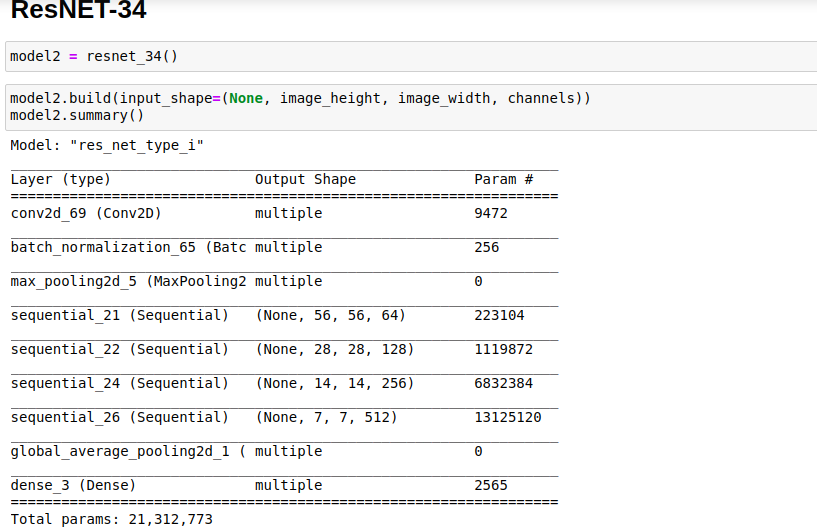 ResNET-34
model2 = resnet_34()
model2.build(input_shape=(None, image_height, image_width, channels))
model2.summary()
Model: "res_net_type_i"
_________________________________________________________________
Layer (type)                 Output Shape              Param #
=================================================================
conv2d_69 (Conv2D)           multiple                  9472
_________________________________________________________________
batch_normalization_65 (Batc multiple                  256
_________________________________________________________________
max_pooling2d_5 (MaxPooling2 multiple                  0
_________________________________________________________________
sequential_21 (Sequential)   (None, 56, 56, 64)        223104
_________________________________________________________________
sequential_22 (Sequential)   (None, 28, 28, 128)       1119872
_________________________________________________________________
sequential_24 (Sequential)   (None, 14, 14, 256)       6832384
_________________________________________________________________
sequential_26 (Sequential)   (None, 7, 7, 512)         13125120
_________________________________________________________________
global_average_pooling2d_1 ( multiple                  0
_________________________________________________________________
dense_3 (Dense)              multiple                  2565
=================================================================
Total params: 21,312,773